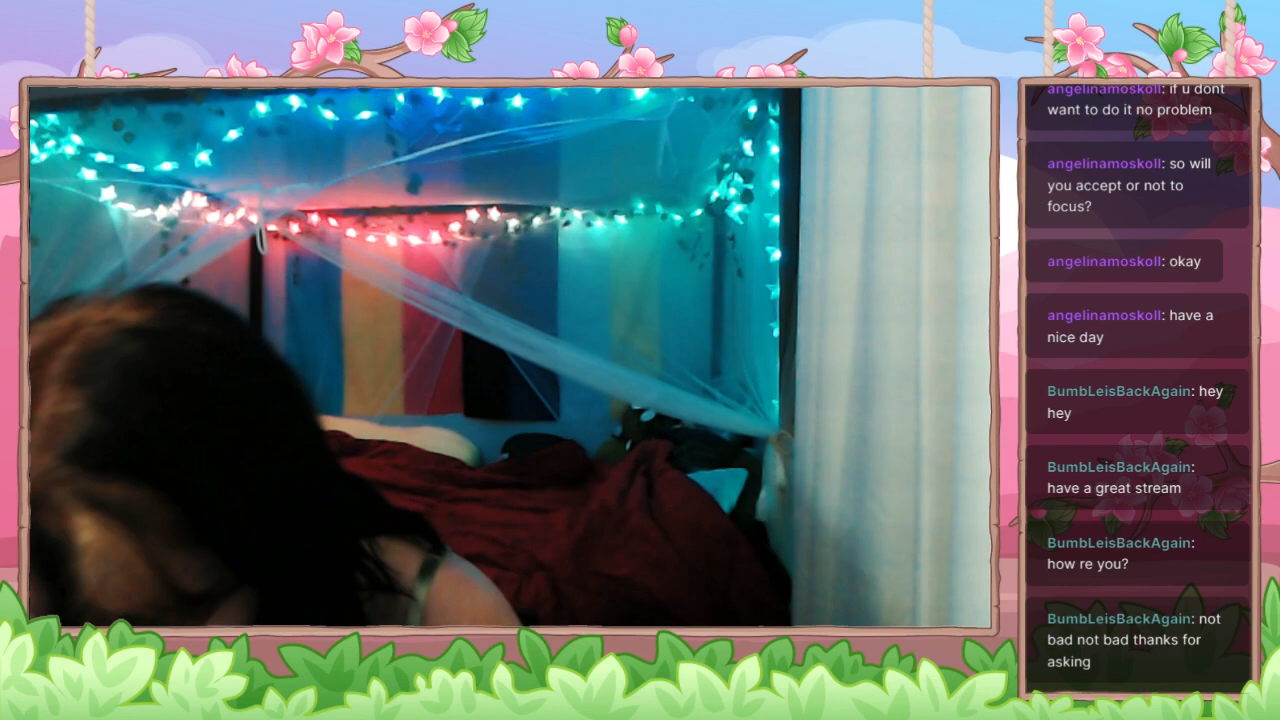 angelinamoskoll: if u dont
want to do it no problem
angelinamoskoll: so will
you accept or not to
focus?
angelinamoskoll: okay
angelinamoskoll: have a
nice day
BumbLeisBackAgain: hey
hey
BumbLeisBackAgain:
have a great stream
BumbLeisBackAgain:
how re you?
BumbLeisBackAgain: not
bad not bad thanks for
asking